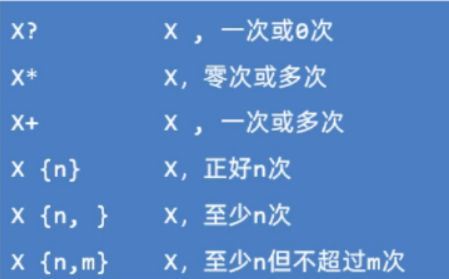 X? X , 一次或0次
X* X, 零次或多次
X+ X , 一次或多次
X {n} X, 正好n次
X {n, } X, 至少n次
X {n,m} X, 至少n但不超过m次